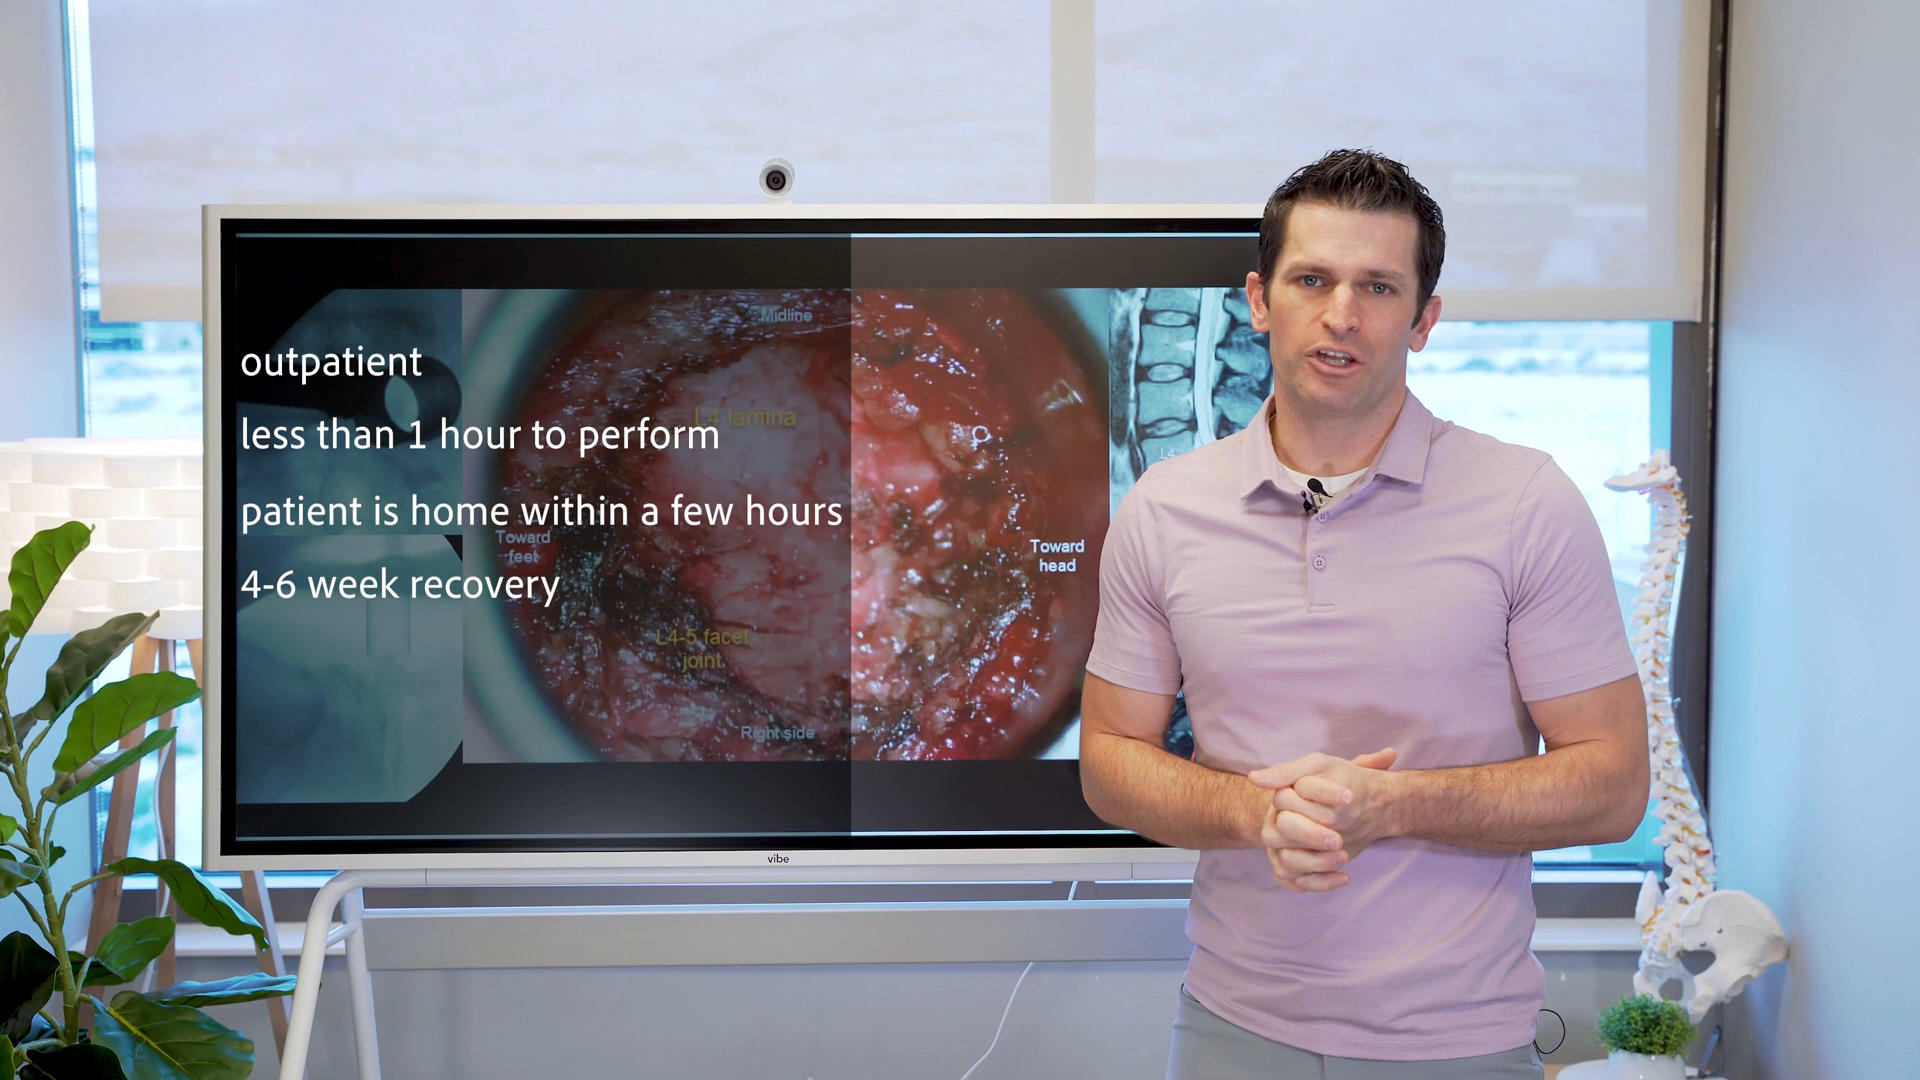 Midline
outpatient
L4 lamina
less than 1 hour to perform
L4
patient is home within a few hours
Toward
feet
Toward
head
4-6 week recovery
L4-5 facet
joint
Right side
vibe